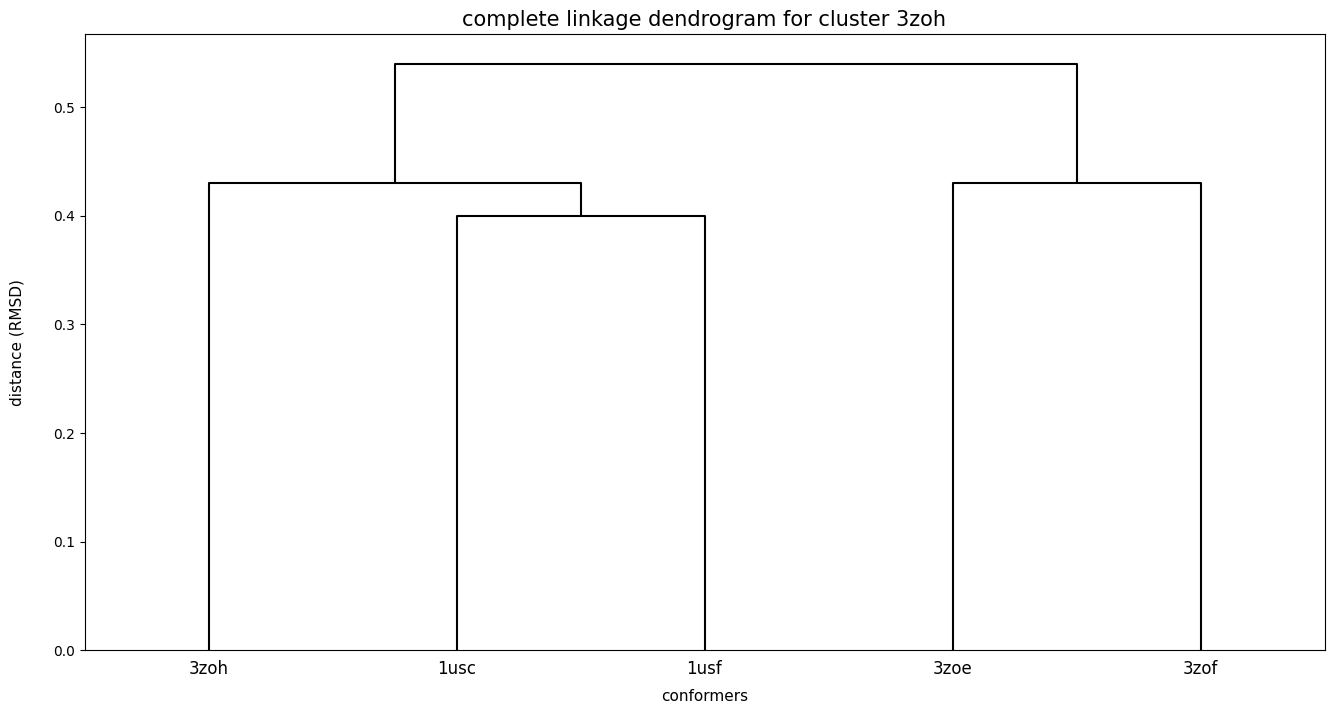 complete linkage dendrogram for cluster 3zoh
distance (RMSD)
0.5
0.4
0.3
0.2
0.1
0.0
3zoh 1usc 1usf 3zoe 3zof
conformers